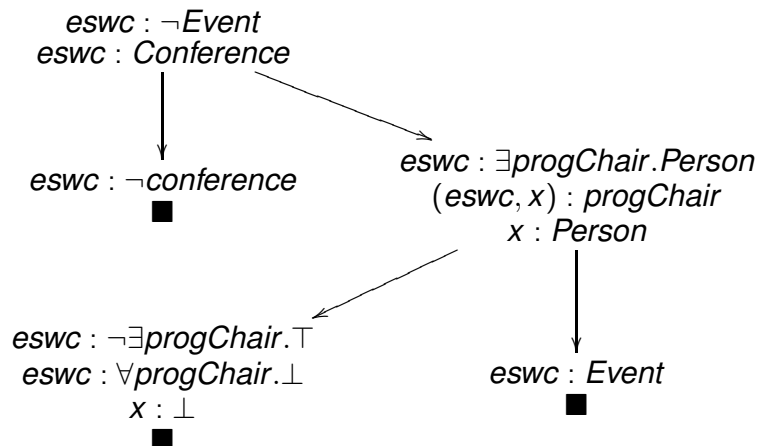 eswc : ¬Event
eswc : Conference
eswc : ¬conference
eswc : ∃progChair.Person
(eswc, x) : progChair
x : Person
eswc : ¬∃progChair.⊤
eswc : ∀progChair.⊥
x : ⊥
eswc : Event